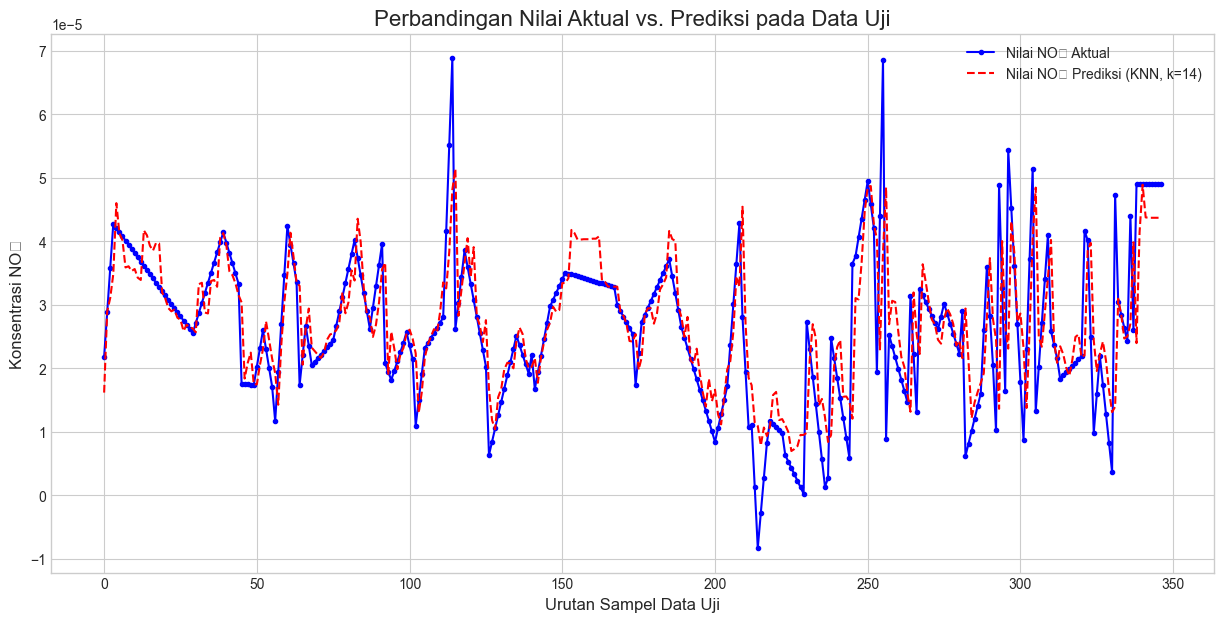 Perbandingan Nilai Aktual vs. Prediksi pada Data Uji
1e−5
Nilai NO□ Aktual
Nilai NO□ Prediksi (KNN, k=14)
7
6
5
4
3
2
1
0
−1
Konsentrasi NO□
0 50 100 150 200 250 300 350
Urutan Sampel Data Uji